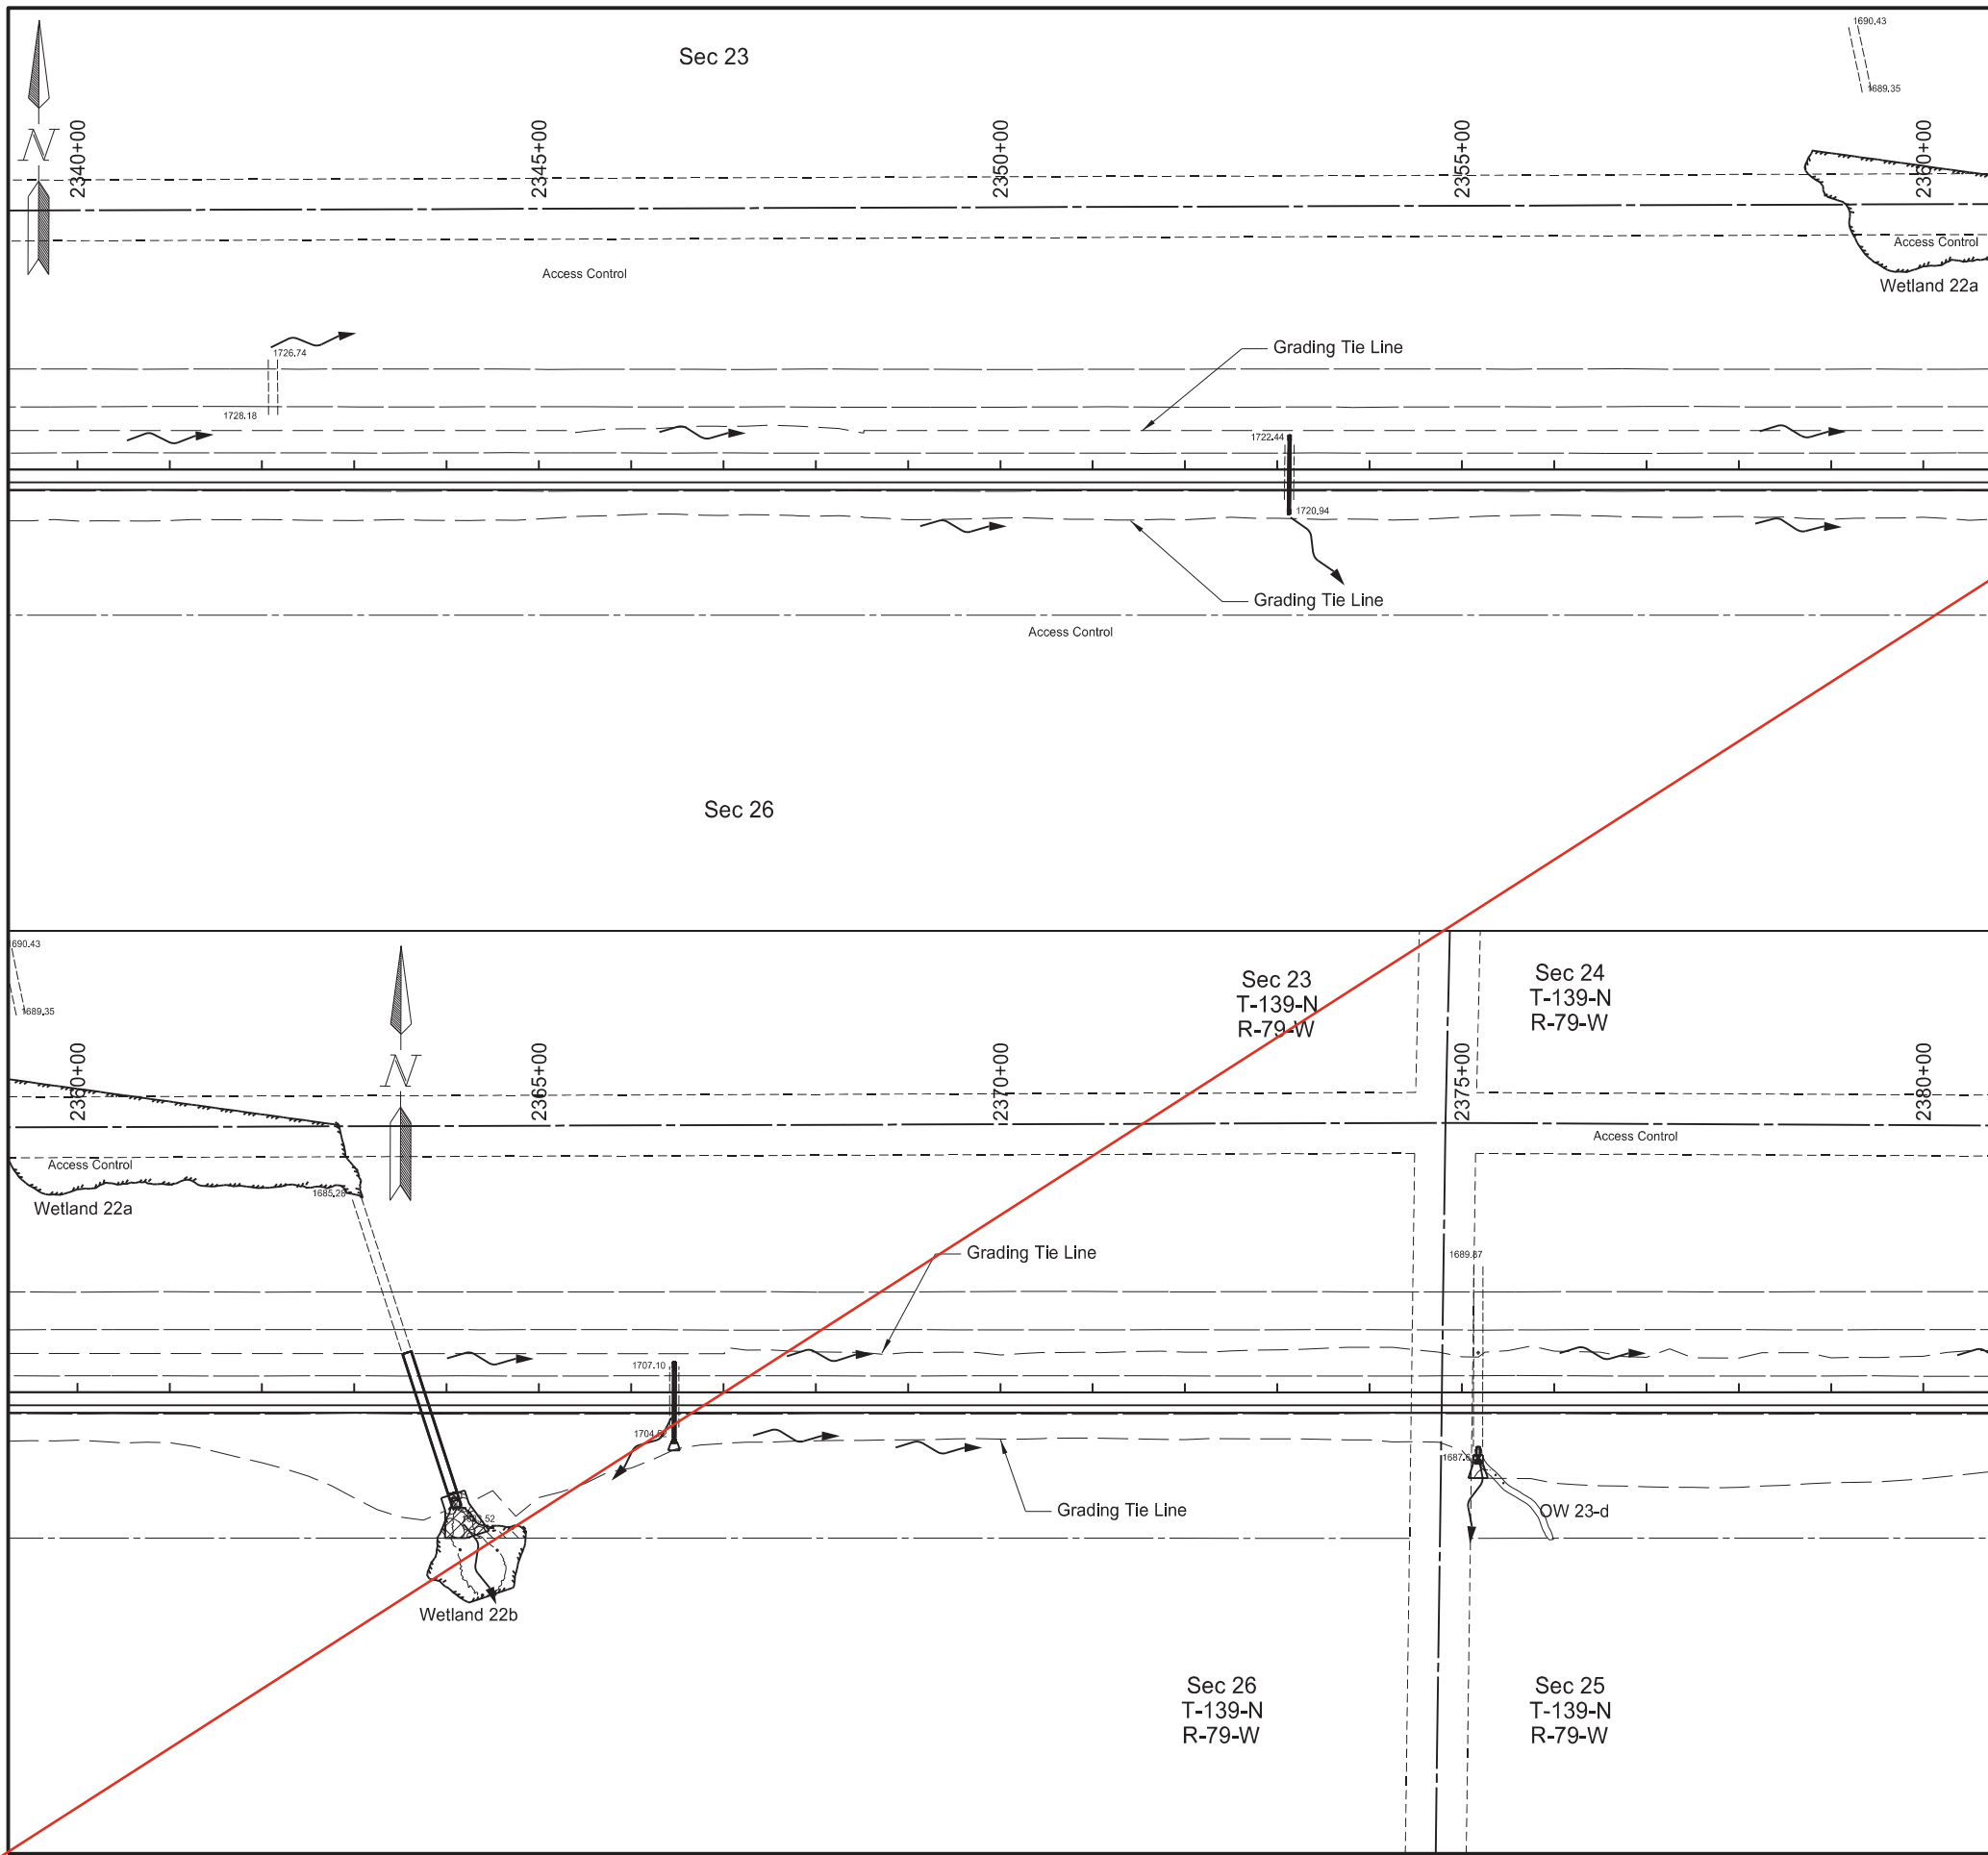 Sec 23
1690.43
1689.35
N
2340+00
2345+00
2350+00
2355+00
2360+00
Access Control
Access Control
Wetland 22a
1726.74
Grading Tie Line
1728.18
1722.44
1720.94
Grading Tie Line
Access Control
Sec 26
690.43
1689.35
Sec 23
T-139-N
R-79-W
Sec 24
T-139-N
R-79-W
N
2360+00
2365+00
2370+00
2375+00
2380+00
Access Control
Access Control
1685.28
Wetland 22a
Grading Tie Line
1689.87
1707.10
1704.52
1687.6
Grading Tie Line
OW 23-d
Wetland 22b
Sec 26
T-139-N
R-79-W
Sec 25
T-139-N
R-79-W